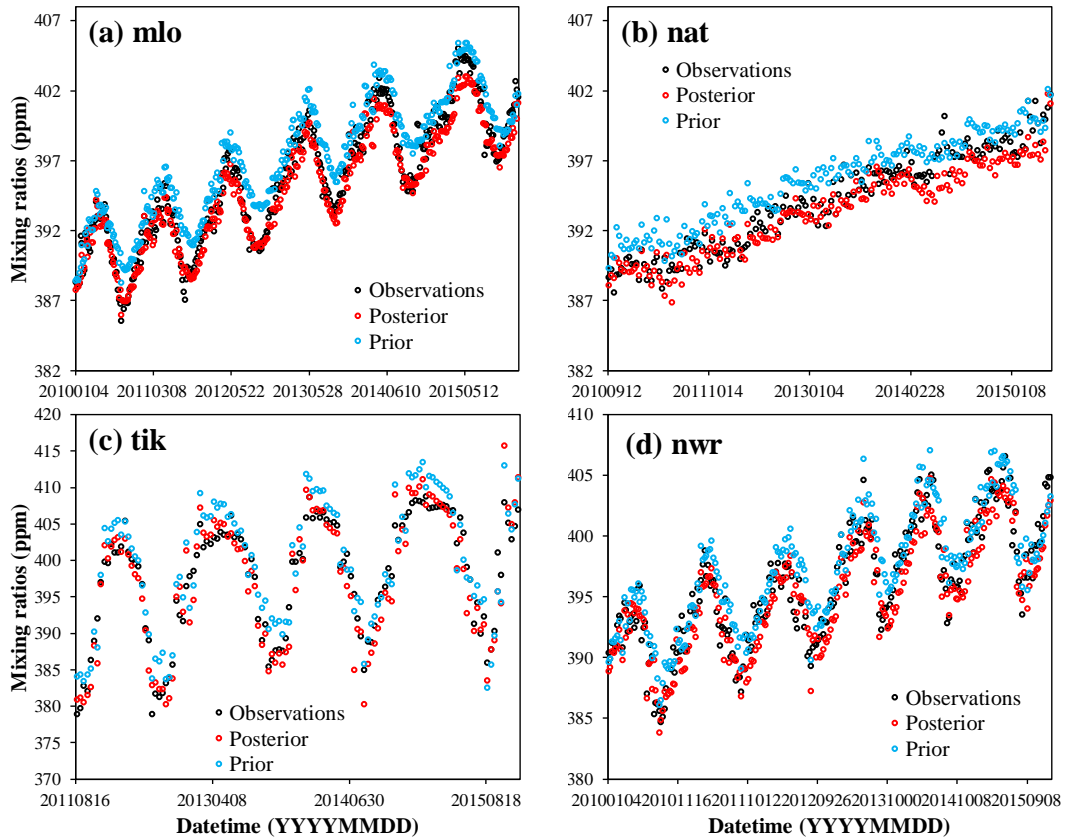 (a) mlo
407
402
397
392
387
382
Mixing ratios (ppm)
Observations
Posterior
Prior
20100104 20110308 20120522 20130528 20140610 20150512
(b) nat
407
402
397
392
387
382
Observations
Posterior
Prior
20100912 20111014 20130104 20140228 20150108
(c) tik
420
415
410
405
400
395
390
385
380
375
370
Mixing ratios (ppm)
Observations
Posterior
Prior
20110816 20130408 20140630 20150818
Datetime (YYYYMMDD)
(d) nwr
410
405
400
395
390
385
380
Observations
Posterior
Prior
20100104 20101116 20111012 20120926 20131000 20141008 20150908
Datetime (YYYYMMDD)